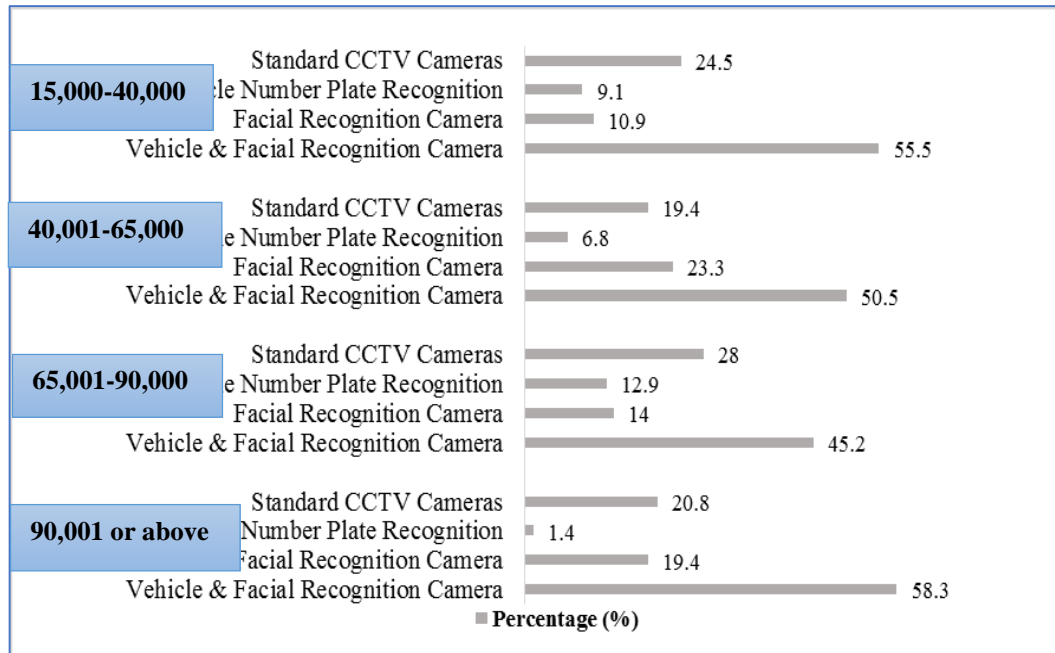 Standard CCTV Cameras 24.5
15,000-40,000 Number Plate Recognition 9.1
Facial Recognition Camera 10.9
Vehicle & Facial Recognition Camera 55.5
Standard CCTV Cameras 19.4
40,001-65,000 Number Plate Recognition 6.8
Facial Recognition Camera 23.3
Vehicle & Facial Recognition Camera 50.5
Standard CCTV Cameras 28
65,001-90,000 Number Plate Recognition 12.9
Facial Recognition Camera 14
Vehicle & Facial Recognition Camera 45.2
Standard CCTV Cameras 20.8
90,001 or above Number Plate Recognition 1.4
Facial Recognition Camera 19.4
Vehicle & Facial Recognition Camera 58.3
Percentage (%)